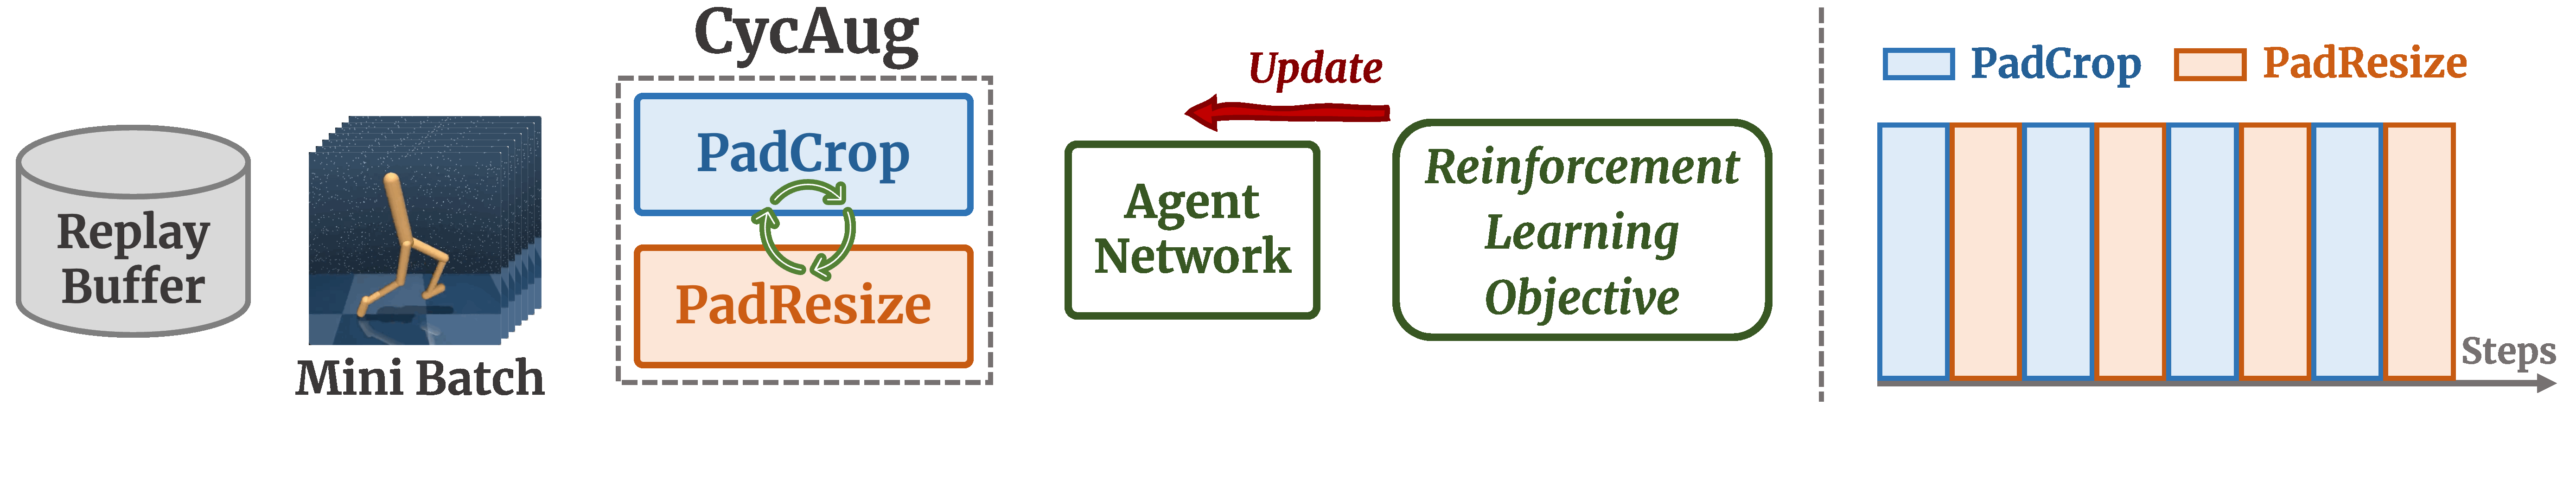 CycAug
Replay
Buffer
Mini Batch
PadCrop
PadResize
Update
Agent
Network
Reinforcement
Learning
Objective
PadCrop
PadResize
Steps